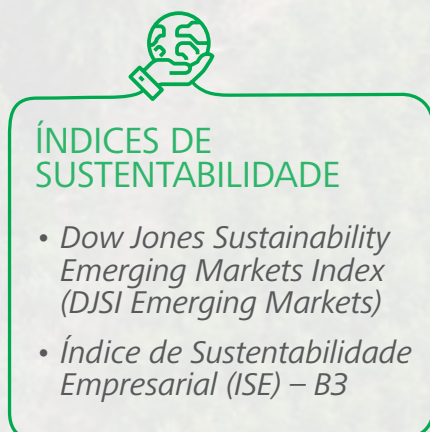 ÍNDICES DE
SUSTENTABILIDADE
• Dow Jones Sustainability
Emerging Markets Index
(DJSI Emerging Markets)
• Índice de Sustentabilidade
Empresarial (ISE) – B3